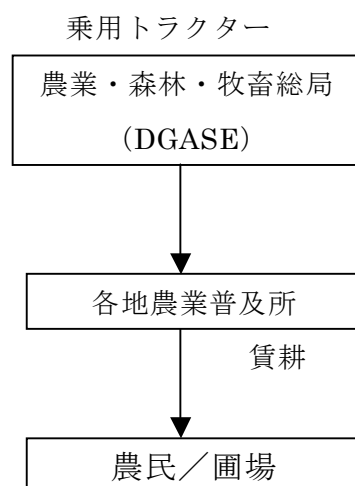 乗用トラクター
農業・森林・牧畜総局
（DGASE）
各地農業普及所
賃耕
農民／圃場